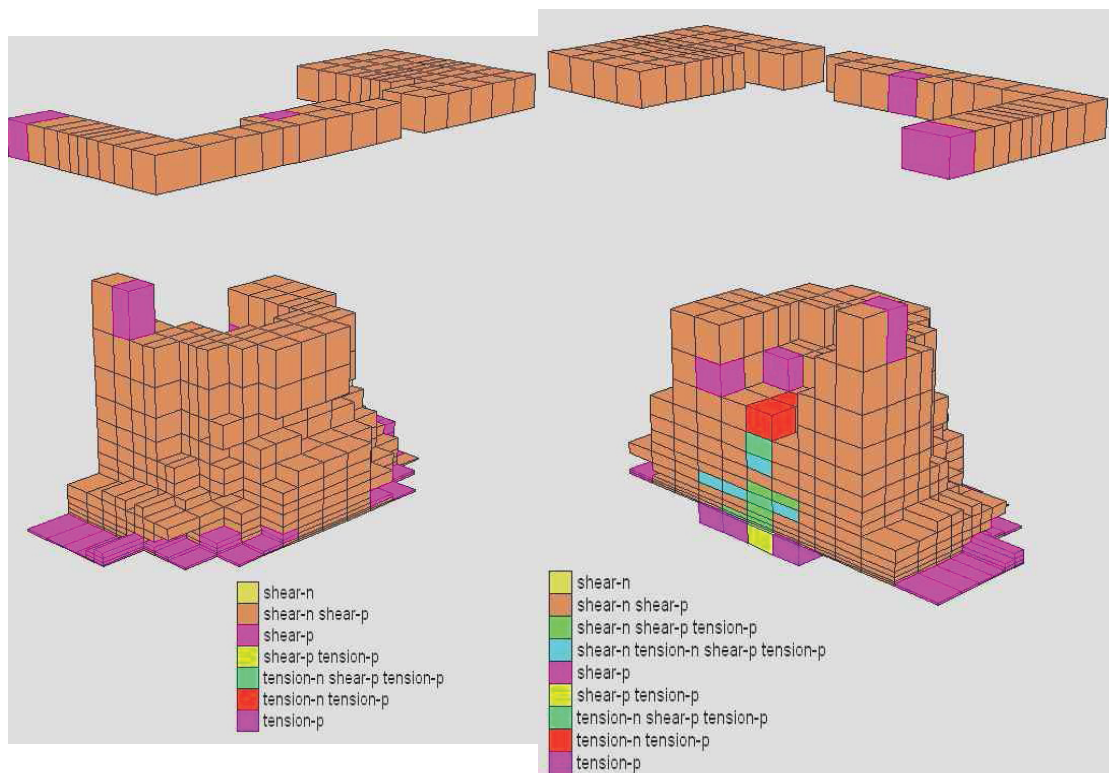 shear-n
shear-n shear-p
shear-p
shear-p tension-p
tension-n shear-p tension-p
tension-n tension-p
tension-p
shear-n
shear-n shear-p
shear-n shear-p tension-p
shear-n tension-n shear-p tension-p
shear-p
shear-p tension-p
tension-n shear-p tension-p
tension-n tension-p
tension-p